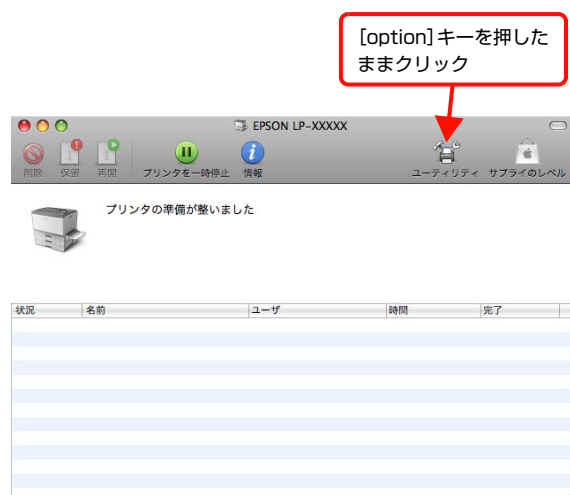 [option]キーを押した
ままクリック
EPSON LP-XXXXX
削除 保留 再開 プリンタを一時停止 情報 ユーティリティ サプライのレベル
プリンタの準備が整いました
状況 名前 ユーザ 時間 完了